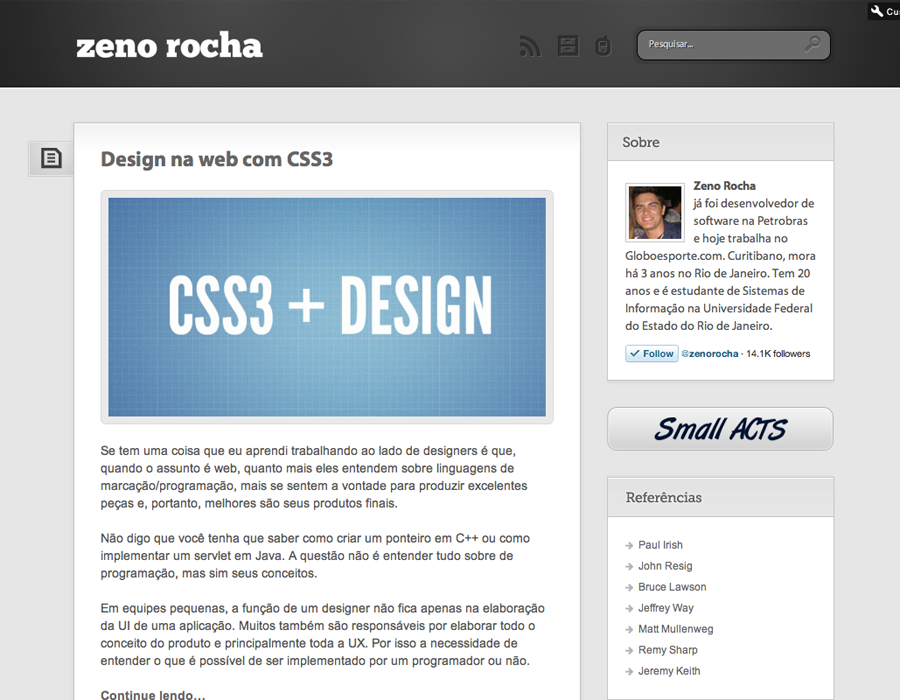 zeno rocha
Pesquisar...
Cus
Design na web com CSS3
CSS3 + DESIGN
Se tem uma coisa que eu aprendi trabalhando ao lado de designers é que,
quando o assunto é web, quanto mais eles entendem sobre linguagens de
marcação/programação, mais se sentem a vontade para produzir excelentes
peças e, portanto, melhores são seus produtos finais.
Não digo que você tenha que saber como criar um ponteiro em C++ ou como
implementar um servlet em Java. A questão não é entender tudo sobre de
programação, mas sim seus conceitos.
Em equipes pequenas, a função de um designer não fica apenas na elaboração
da UI de uma aplicação. Muitos também são responsáveis por elaborar todo o
conceito do produto e principalmente toda a UX. Por isso a necessidade de
entender o que é possível de ser implementado por um programador ou não.
Continue lendo...
Sobre
Zeno Rocha
já foi desenvolvedor de
software na Petrobras
e hoje trabalha no
Globoesporte.com. Curitibano, mora
há 3 anos no Rio de Janeiro. Tem 20
anos e é estudante de Sistemas de
Informação na Universidade Federal
do Estado do Rio de Janeiro.
Follow @zenorocha · 14.1K followers
Small ACTS
Referências
Paul Irish
John Resig
Bruce Lawson
Jeffrey Way
Matt Mullenweg
Remy Sharp
Jeremy Keith